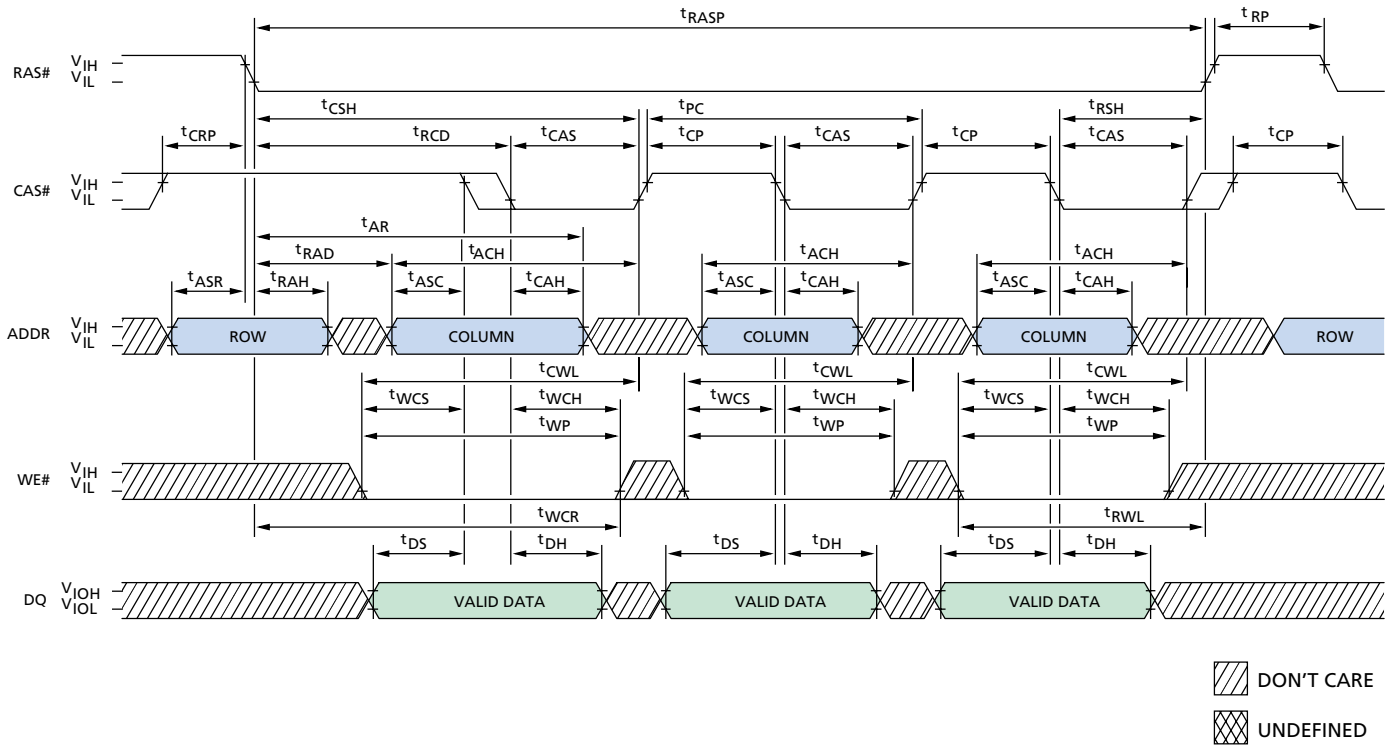 tRASP tRP
RAS# VIH
VIL
tCSH tPC tRSH
tCRP tRCD tCAS tCP tCAS tCP tCAS tCP
CAS# VIH
VIL
tAR
tRAD tACH tACH tACH
tASR tRAH tASC tCAH tASC tCAH tASC tCAH
ADDR VIH
VIL
ROW COLUMN COLUMN COLUMN ROW
tCWL tCWL tCWL
tWCS tWCH tWCS tWCH tWCS tWCH
tWP tWP tWP
WE# VIH
VIL
tWCR tRWL
tDS tDH tDS tDH tDS tDH
DQ VIOH
VIOL
VALID DATA VALID DATA VALID DATA
DON'T CARE
UNDEFINED